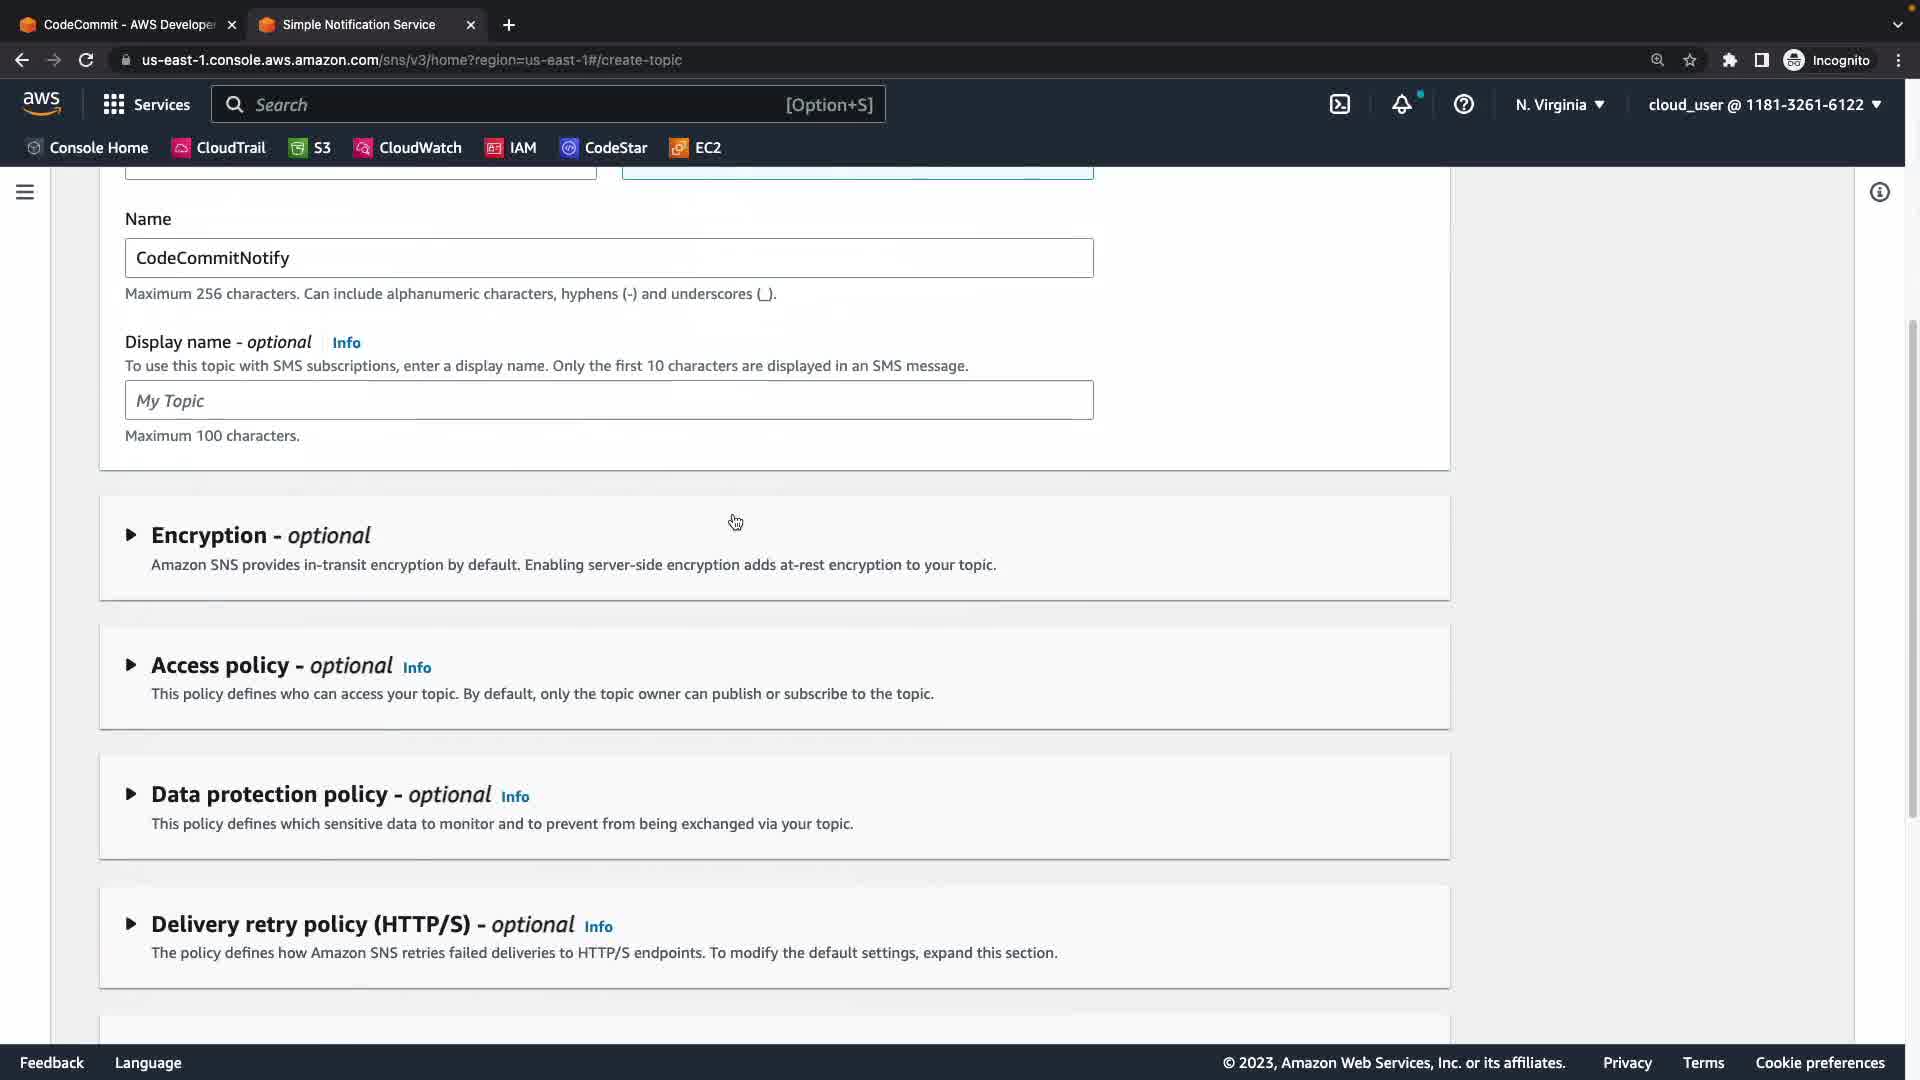 CodeCommit - AWS Develope
Simple Notification Service
us-east-1.console.aws.amazon.com/sns/v3/home?region=us-east-1#/create-topic
Incognito
aws
Services
Search
[Option+S]
N. Virginia
cloud_user @ 1181-3261-6122
Console Home
CloudTrail
S3
CloudWatch
IAM
CodeStar
EC2
Name
CodeCommitNotify
Maximum 256 characters. Can include alphanumeric characters, hyphens (-) and underscores (_).
Display name - optional Info
To use this topic with SMS subscriptions, enter a display name. Only the first 10 characters are displayed in an SMS message.
My Topic
Maximum 100 characters.
Encryption - optional
Amazon SNS provides in-transit encryption by default. Enabling server-side encryption adds at-rest encryption to your topic.
Access policy - optional Info
This policy defines who can access your topic. By default, only the topic owner can publish or subscribe to the topic.
Data protection policy - optional Info
This policy defines which sensitive data to monitor and to prevent from being exchanged via your topic.
Delivery retry policy (HTTP/S) - optional Info
The policy defines how Amazon SNS retries failed deliveries to HTTP/S endpoints. To modify the default settings, expand this section.
Feedback
Language
© 2023, Amazon Web Services, Inc. or its affiliates.
Privacy
Terms
Cookie preferences